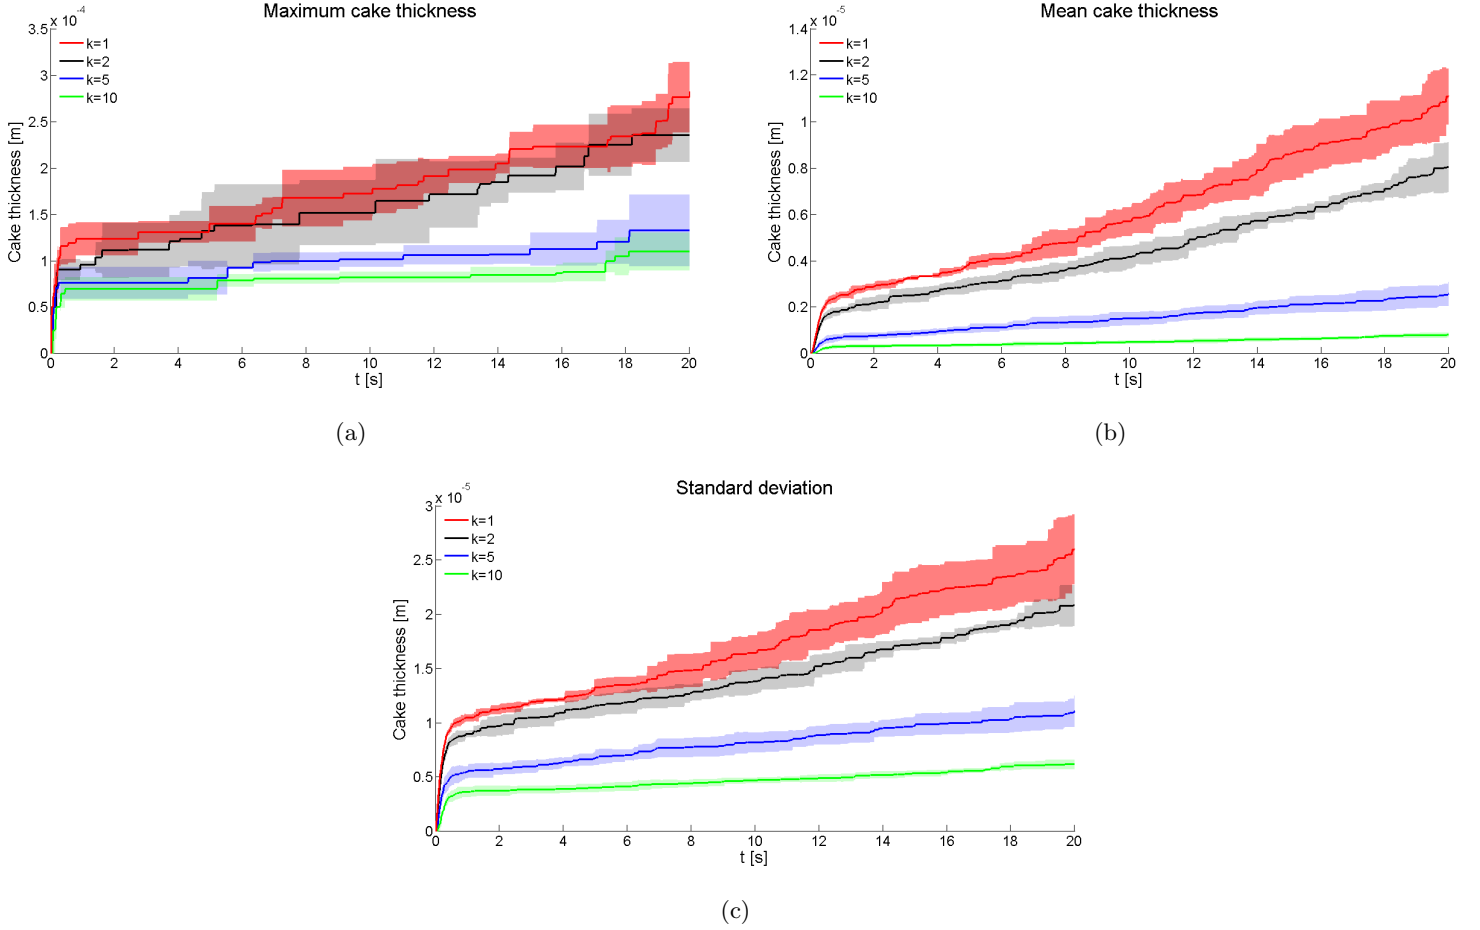 Maximum cake thickness
x 10^-4
3.5
3
2.5
2
1.5
1
0.5
0
Cake thickness [m]
k=1
k=2
k=5
k=10
0 2 4 6 8 10 12 14 16 18 20
t [s]
(a)
Mean cake thickness
x 10^-5
1.4
1.2
1
0.8
0.6
0.4
0.2
0
Cake thickness [m]
k=1
k=2
k=5
k=10
0 2 4 6 8 10 12 14 16 18 20
t [s]
(b)
Standard deviation
x 10^-5
3
2.5
2
1.5
1
0.5
0
Cake thickness [m]
k=1
k=2
k=5
k=10
0 2 4 6 8 10 12 14 16 18 20
t [s]
(c)